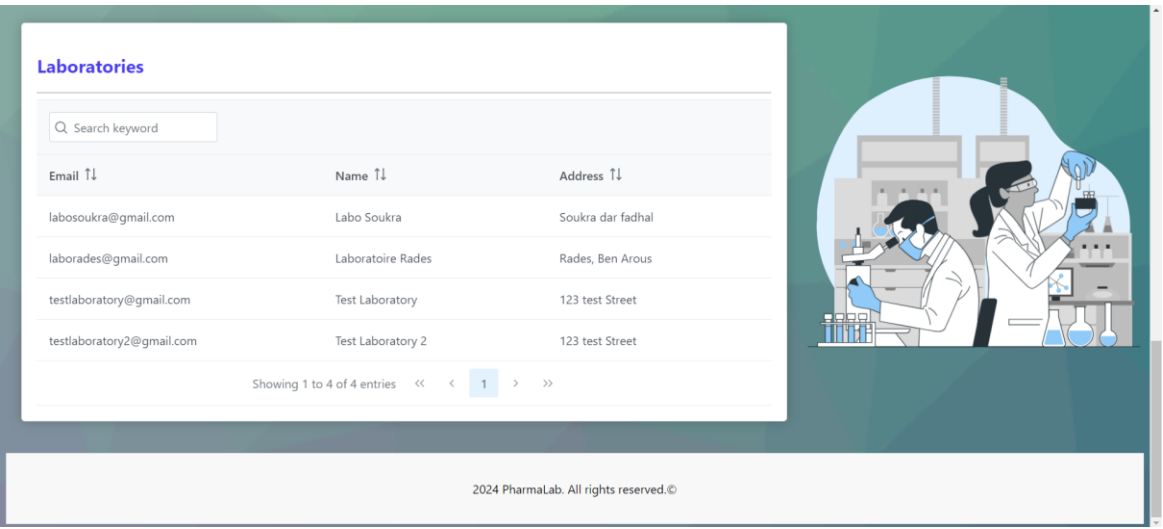 Laboratories
Search keyword
Email Name Address
labosoukra@gmail.com Labo Soukra Soukra dar fadhal
laborades@gmail.com Laboratoire Rades Rades, Ben Arous
testlaboratory@gmail.com Test Laboratory 123 test Street
testlaboratory2@gmail.com Test Laboratory 2 123 test Street
Showing 1 to 4 of 4 entries « < 1 > »
2024 PharmaLab. All rights reserved.©